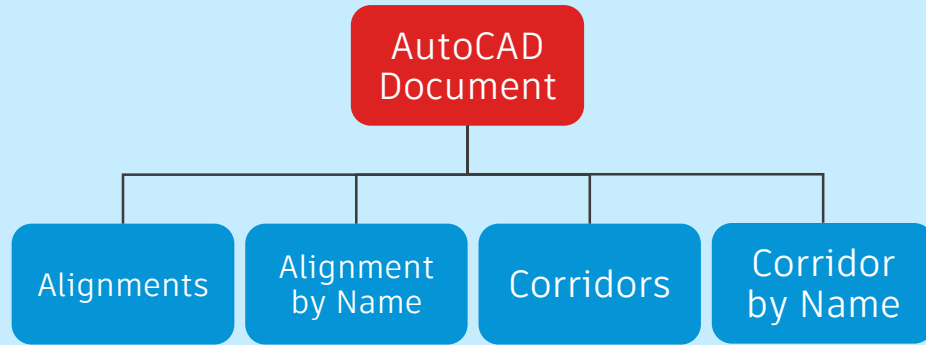 AutoCAD
Document
Alignments
Alignment
by Name
Corridors
Corridor
by Name